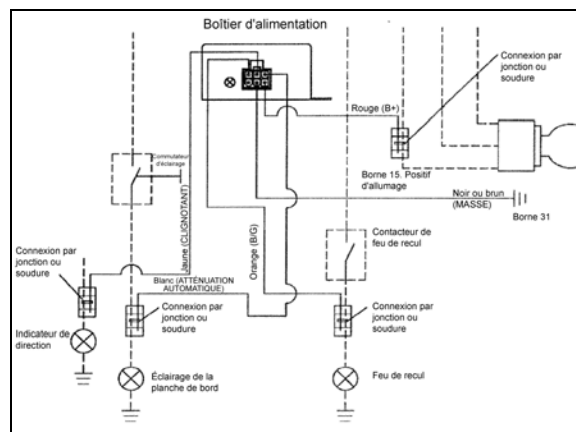 Boîtier d'alimentation
Connexion par
jonction ou
soudure
Rouge (B+)
Commutateur
d'éclairage
Borne 15. Positif
d'allumage
Noir ou brun
(MASSE)
Borne 31
Jaune (CLIGNOTANT)
Orange (B/G)
Contacteur de
feu de recul
Connexion par
jonction ou
soudure
Blanc (ATTÉNUATION
AUTOMATIQUE)
Connexion par
jonction ou
soudure
Connexion par
jonction ou
soudure
Indicateur de
direction
Éclairage de la
planche de bord
Feu de recul